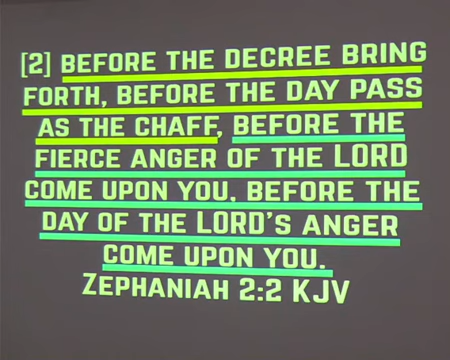 [2] BEFORE THE DECREE BRING
FORTH, BEFORE THE DAY PASS
AS THE CHAFF, BEFORE THE
FIERCE ANGER OF THE LORD
COME UPON YOU, BEFORE THE
DAY OF THE LORD'S ANGER
COME UPON YOU.
ZEPHANIAH 2:2 KJV